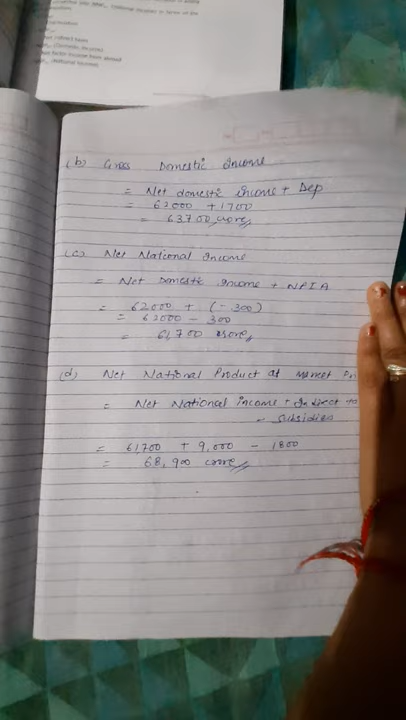 (b) Gross Domestic Income
= Net domestic Income + Dep
= 62000 + 1700
= 63700 crore
(c) Net National Income
= Net Domestic Income + NFIA
= 62000 + (-300)
= 62000 - 300
= 61700 crore
(d) Net National Product at Market Pri
= Net National income + Indirect ta
- subsidies
= 61700 + 9,000 - 1800
= 68,900 crore